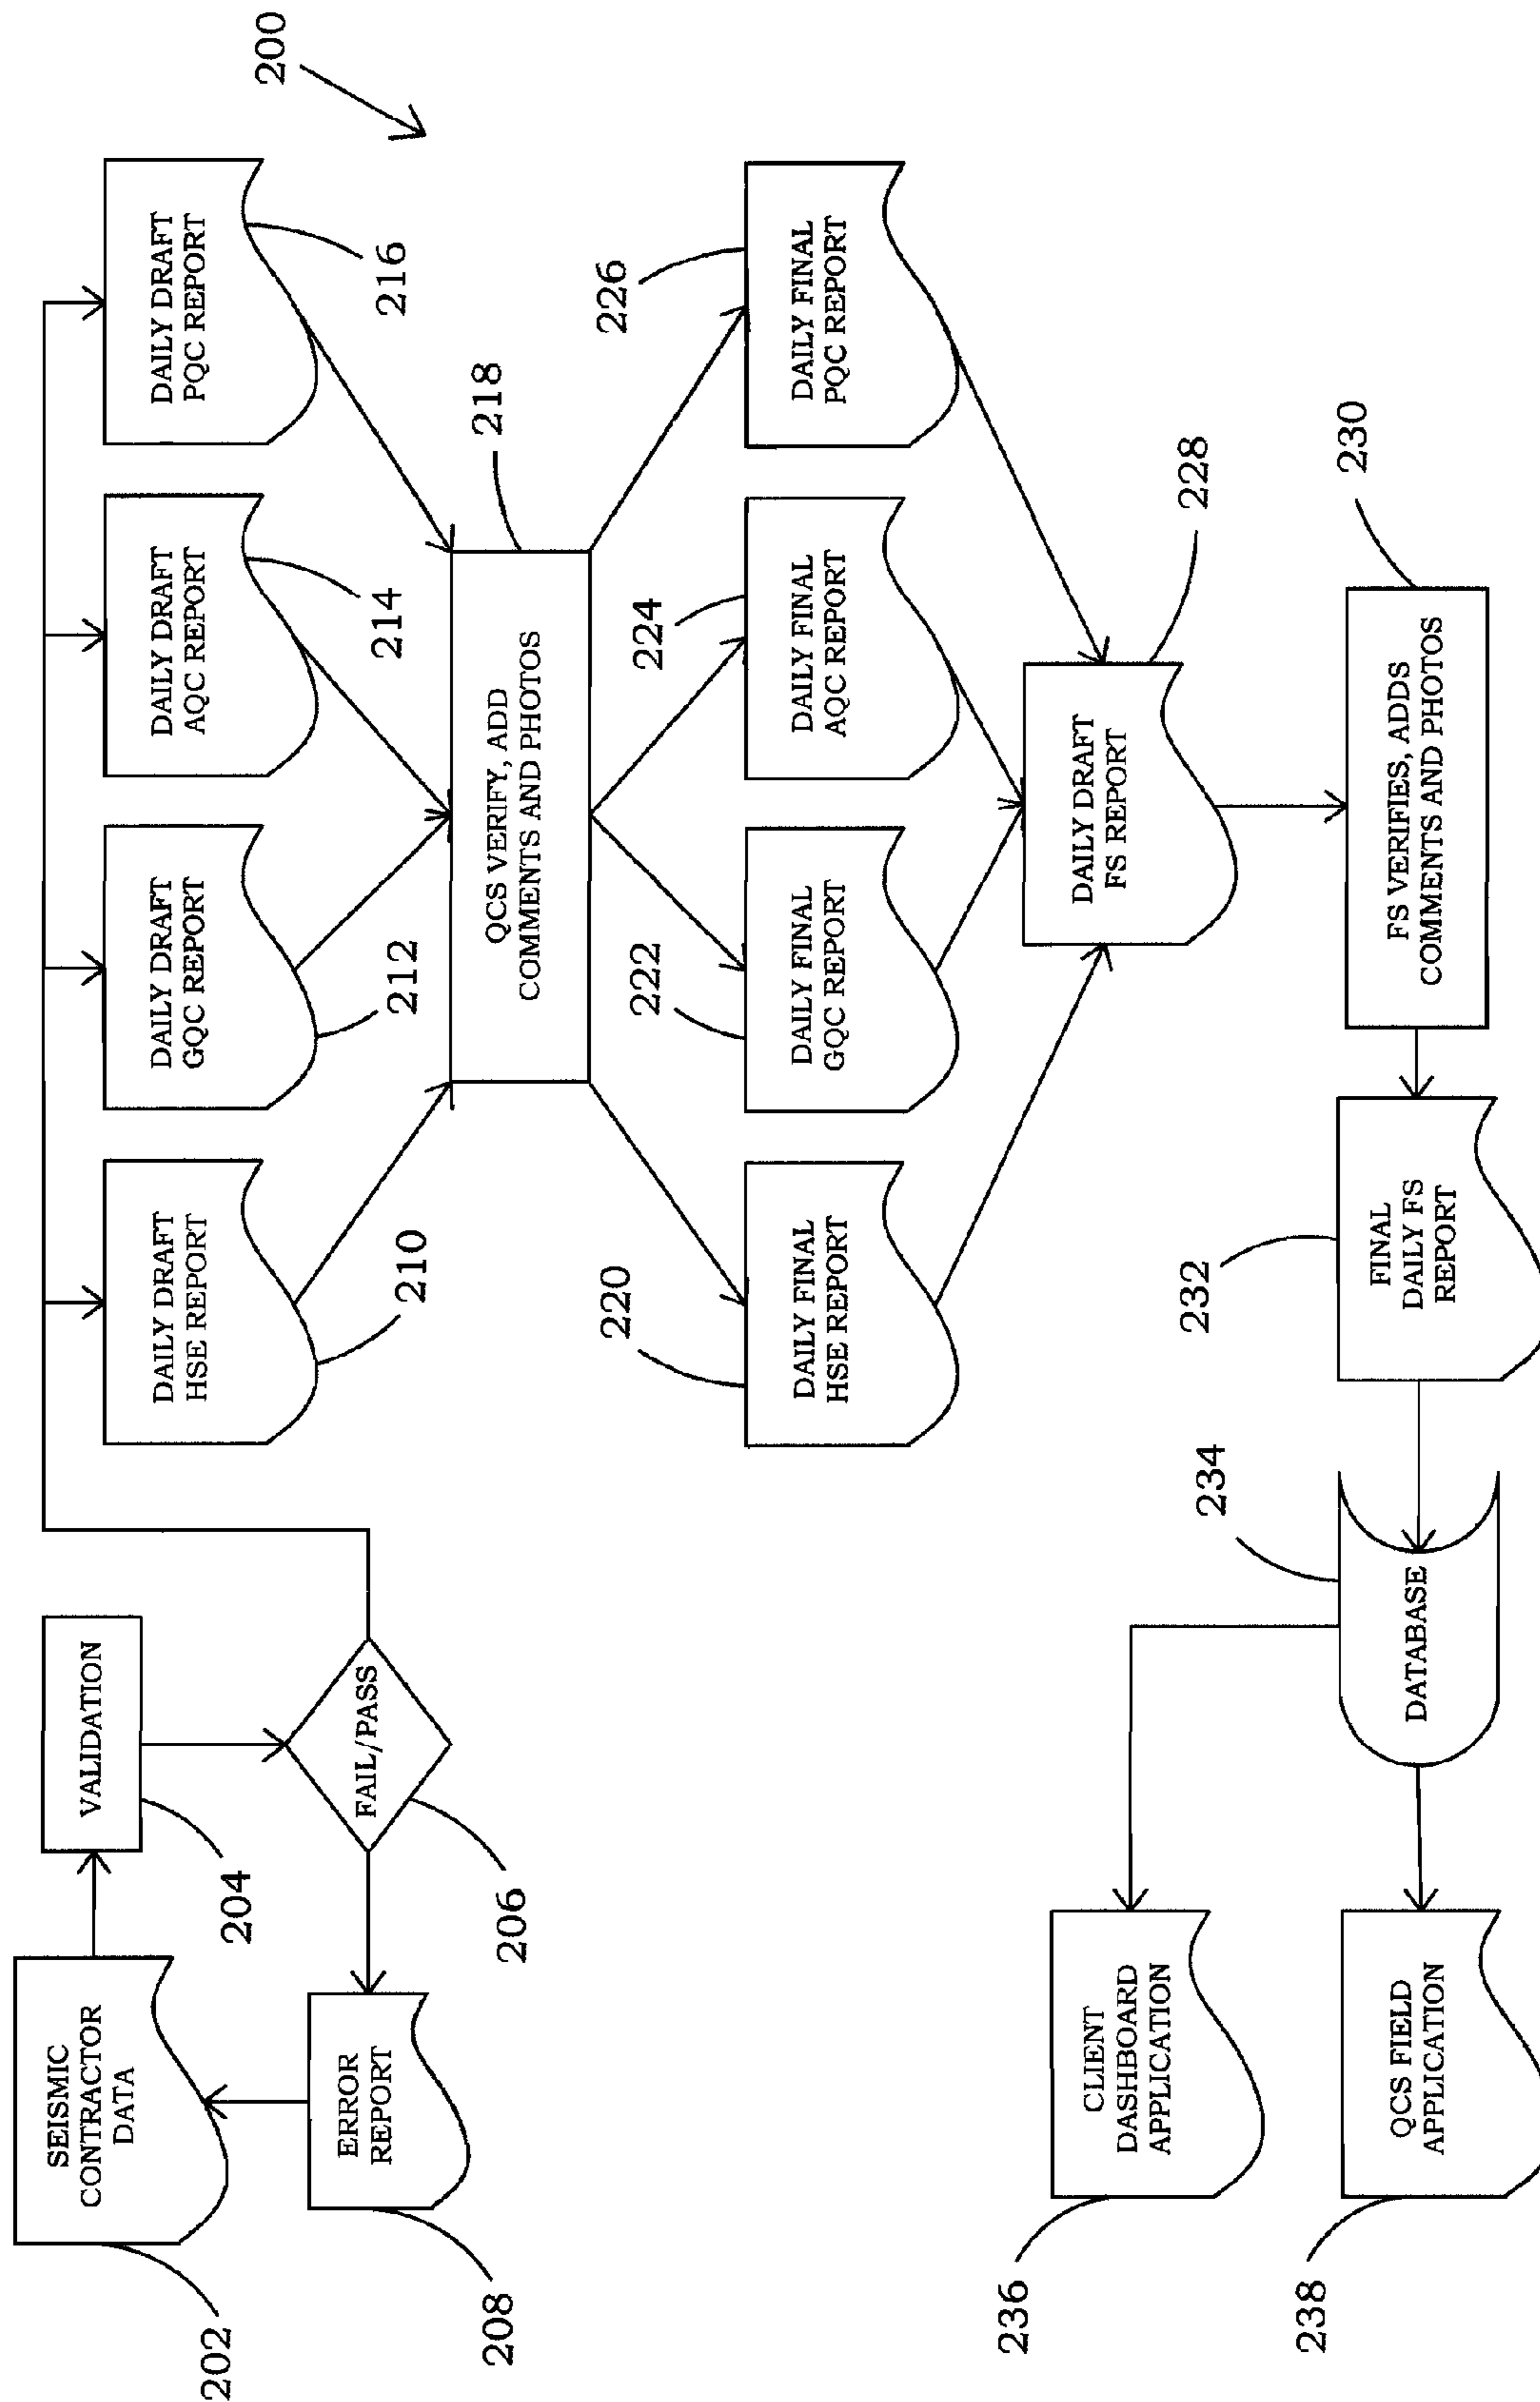 200
SEISMIC
CONTRACTOR
DATA
202
VALIDATION
204
FAIL/PASS
206
ERROR
REPORT
208
DAILY DRAFT
HSE REPORT
210
DAILY DRAFT
GQC REPORT
212
DAILY DRAFT
AQC REPORT
214
DAILY DRAFT
PQC REPORT
216
QCS VERIFY, ADD
COMMENTS AND PHOTOS
218
DAILY FINAL
HSE REPORT
220
DAILY FINAL
GQC REPORT
222
DAILY FINAL
AQC REPORT
224
DAILY FINAL
PQC REPORT
226
DAILY DRAFT
FS REPORT
228
FS VERIFIES, ADDS
COMMENTS AND PHOTOS
230
FINAL
DAILY FS
REPORT
232
DATABASE
234
CLIENT
DASHBOARD
APPLICATION
236
QCS FIELD
APPLICATION
238